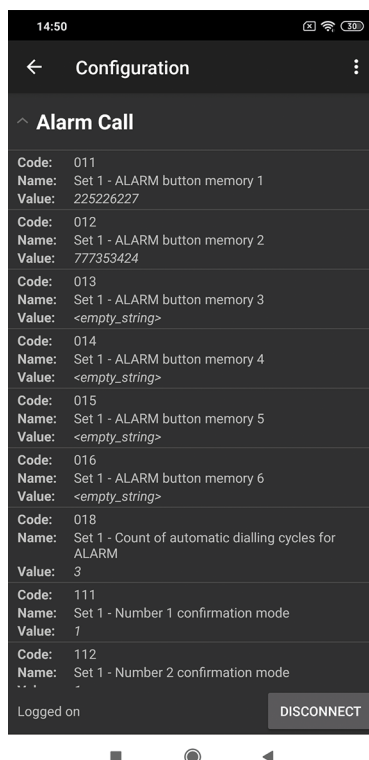 14:50
30
Configuration
Alarm Call
Code: 011
Name: Set 1 - ALARM button memory 1
Value: 225226227
Code: 012
Name: Set 1 - ALARM button memory 2
Value: 777353424
Code: 013
Name: Set 1 - ALARM button memory 3
Value: <empty_string>
Code: 014
Name: Set 1 - ALARM button memory 4
Value: <empty_string>
Code: 015
Name: Set 1 - ALARM button memory 5
Value: <empty_string>
Code: 016
Name: Set 1 - ALARM button memory 6
Value: <empty_string>
Code: 018
Name: Set 1 - Count of automatic dialling cycles for
ALARM
Value: 3
Code: 111
Name: Set 1 - Number 1 confirmation mode
Value: 1
Code: 112
Name: Set 1 - Number 2 confirmation mode
Logged on
DISCONNECT